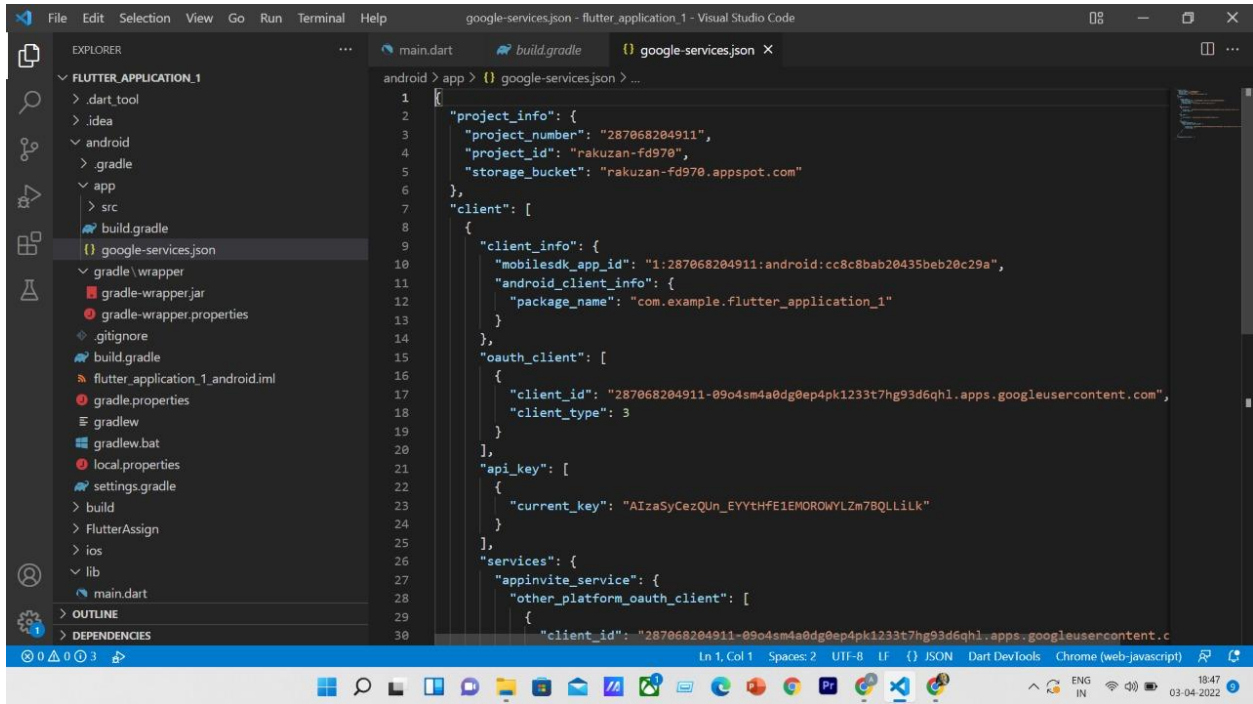 File Edit Selection View Go Run Terminal Help google-services.json - flutter_application_1 - Visual Studio Code
EXPLORER
main.dart build.gradle {} google-services.json
FLUTTER_APPLICATION_1
android > app > {} google-services.json > ...
.dart_tool
.idea
android
.gradle
app
src
build.gradle
{} google-services.json
gradle\wrapper
gradle-wrapper.jar
gradle-wrapper.properties
.gitignore
build.gradle
flutter_application_1_android.iml
gradle.properties
gradlew
gradlew.bat
local.properties
settings.gradle
build
FlutterAssign
ios
lib
main.dart
OUTLINE
DEPENDENCIES
1 {
2 "project_info": {
3 "project_number": "287068204911",
4 "project_id": "rakuzan-fd970",
5 "storage_bucket": "rakuzan-fd970.appspot.com"
6 },
7 "client": [
8 {
9 "client_info": {
10 "mobilesdk_app_id": "1:287068204911:android:cc8c8bab20435beb20c29a",
11 "android_client_info": {
12 "package_name": "com.example.flutter_application_1"
13 }
14 },
15 "oauth_client": [
16 {
17 "client_id": "287068204911-09o4sm4a0dg0ep4pk1233t7hg93d6qhl.apps.googleusercontent.com",
18 "client_type": 3
19 }
20 ],
21 "api_key": [
22 {
23 "current_key": "AIzaSyCezQUn_EYYtHfE1EMOROWYLZm7BQLLiLk"
24 }
25 ],
26 "services": {
27 "appinvite_service": {
28 "other_platform_oauth_client": [
29 {
30 "client_id": "287068204911-09o4sm4a0dg0ep4pk1233t7hg93d6qhl.apps.googleusercontent.c
0 0 3 Ln 1, Col 1 Spaces: 2 UTF-8 LF {} JSON Dart DevTools Chrome (web-javascript)
ENG
IN
18:47
03-04-2022